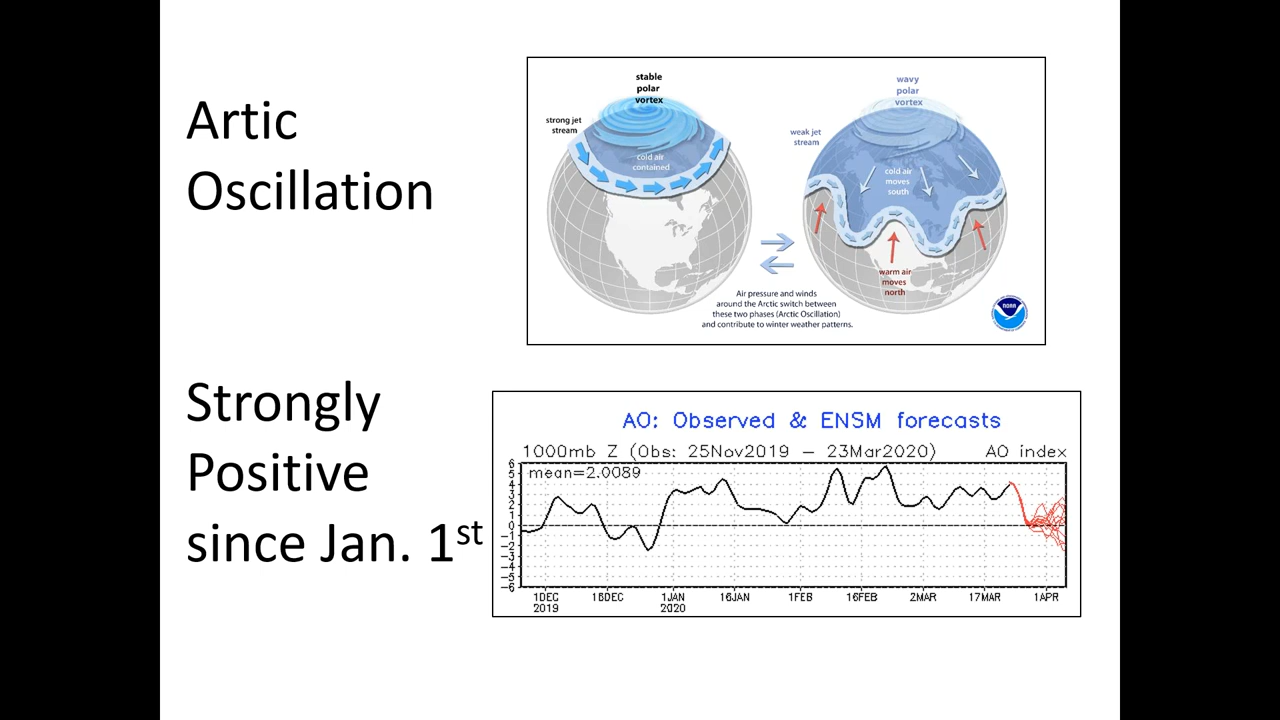 Artic
Oscillation
stable
polar
vortex
strong jet
stream
cold air
contained
wavy
polar
vortex
weak jet
stream
cold air
moves
south
warm air
moves
north
Air pressure and winds
around the Arctic switch between
these two phases (Arctic Oscillation)
and contribute to winter weather patterns.
NOAA
Strongly
Positive
since Jan. 1st
AO: Observed & ENSM forecasts
1000mb Z (Obs: 25Nov2019 – 23Mar2020) AO index
mean=2.0089
6
5
4
3
2
1
0
-1
-2
-3
-4
-5
-6
1DEC 16DEC 1JAN 16JAN 1FEB 16FEB 2MAR 17MAR 1APR
2019 2020